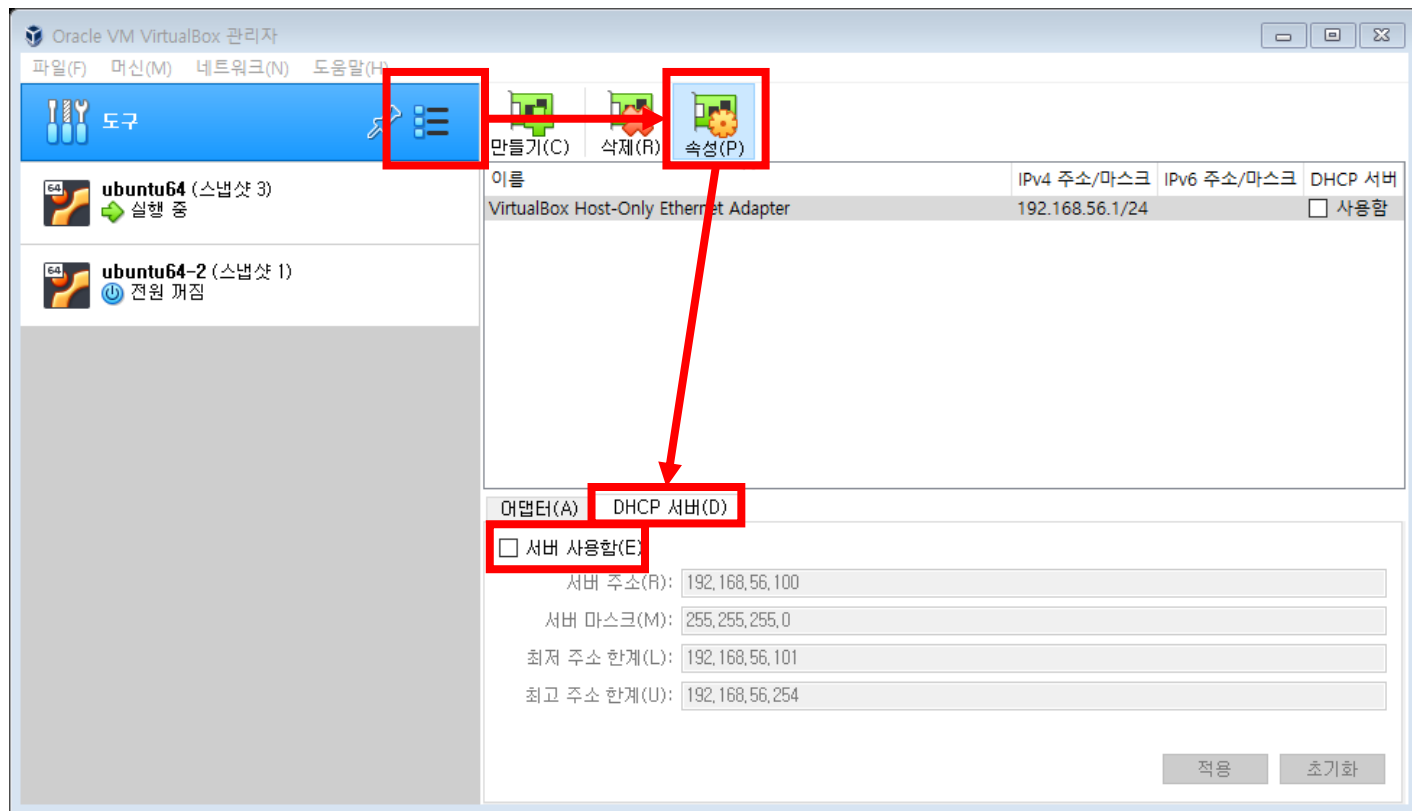 Oracle VM VirtualBox 관리자
파일(F) 머신(M) 네트워크(N) 도움말(H)
도구
만들기(C) 삭제(R) 속성(P)
64 ubuntu64 (스냅샷 3)
실행 중
64 ubuntu64-2 (스냅샷 1)
전원 꺼짐
이름 IPv4 주소/마스크 IPv6 주소/마스크 DHCP 서버
VirtualBox Host-Only Ethernet Adapter 192.168.56.1/24 사용함
어댑터(A) DHCP 서버(D)
서버 사용함(E)
서버 주소(R): 192,168,56,100
서버 마스크(M): 255,255,255,0
최저 주소 한계(L): 192,168,56,101
최고 주소 한계(U): 192,168,56,254
적용 초기화